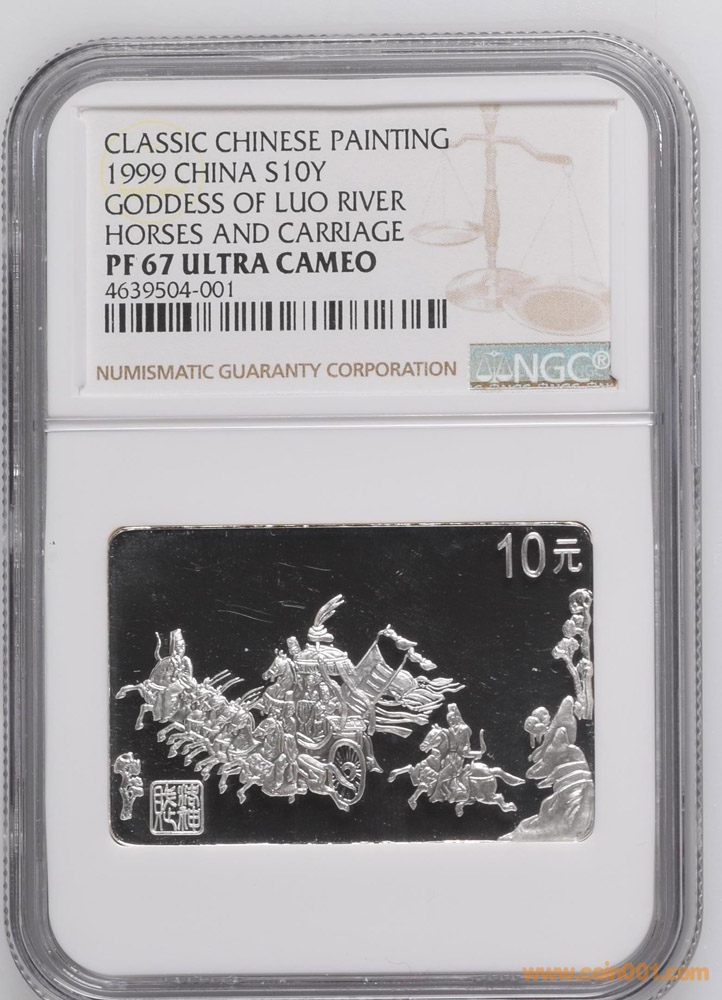 CLASSIC CHINESE PAINTING
1999 CHINA S10Y
GODDESS OF LUO RIVER
HORSES AND CARRIAGE
PF 67 ULTRA CAMEO
4639504-001
NUMISMATIC GUARANTY CORPORATION
NGC®
10元
www.coin001.com